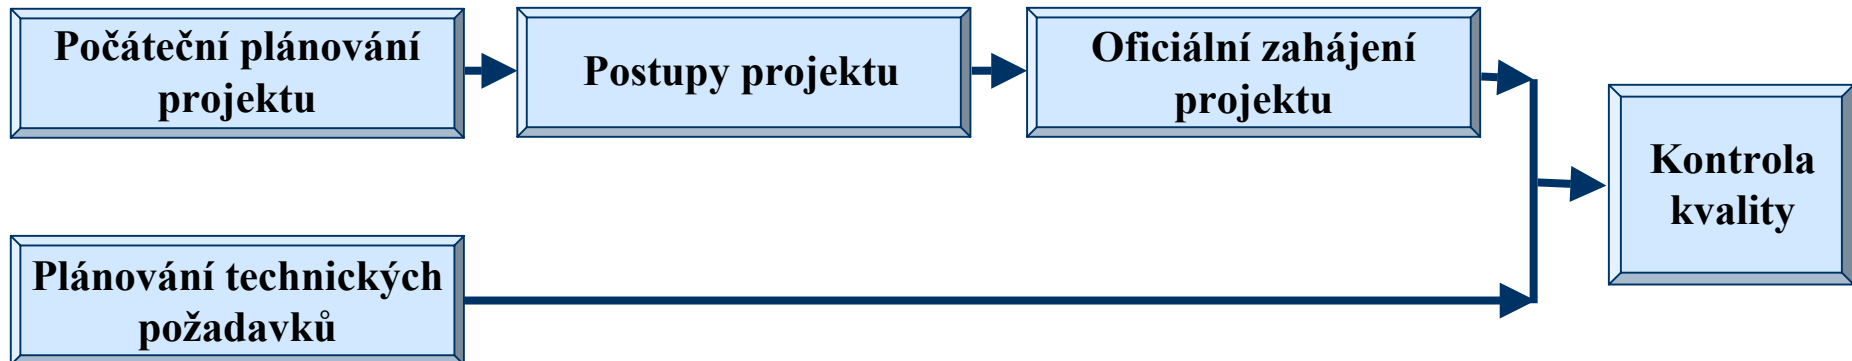 Počáteční plánování
projektu
Postupy projektu
Oficiální zahájení
projektu
Kontrola
kvality
Plánování technických
požadavků